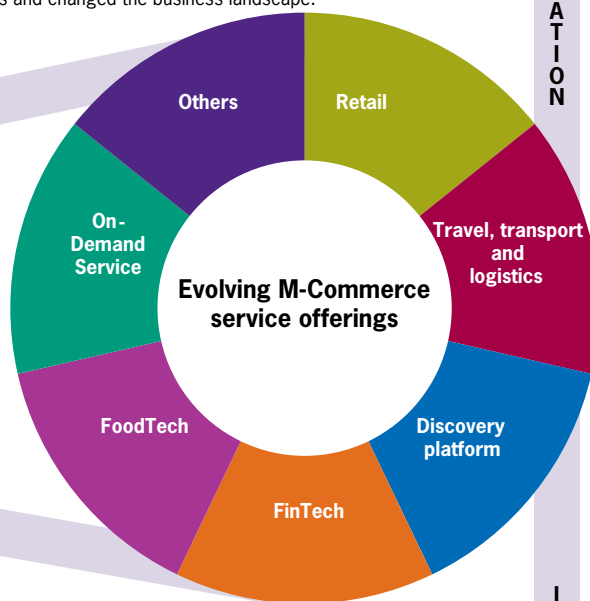 s and changed the business landscape.
A
T
I
O
N
Others
Retail
On-
Demand
Service
Travel, transport
and
logistics
Evolving M-Commerce
service offerings
FoodTech
Discovery
platform
FinTech
I